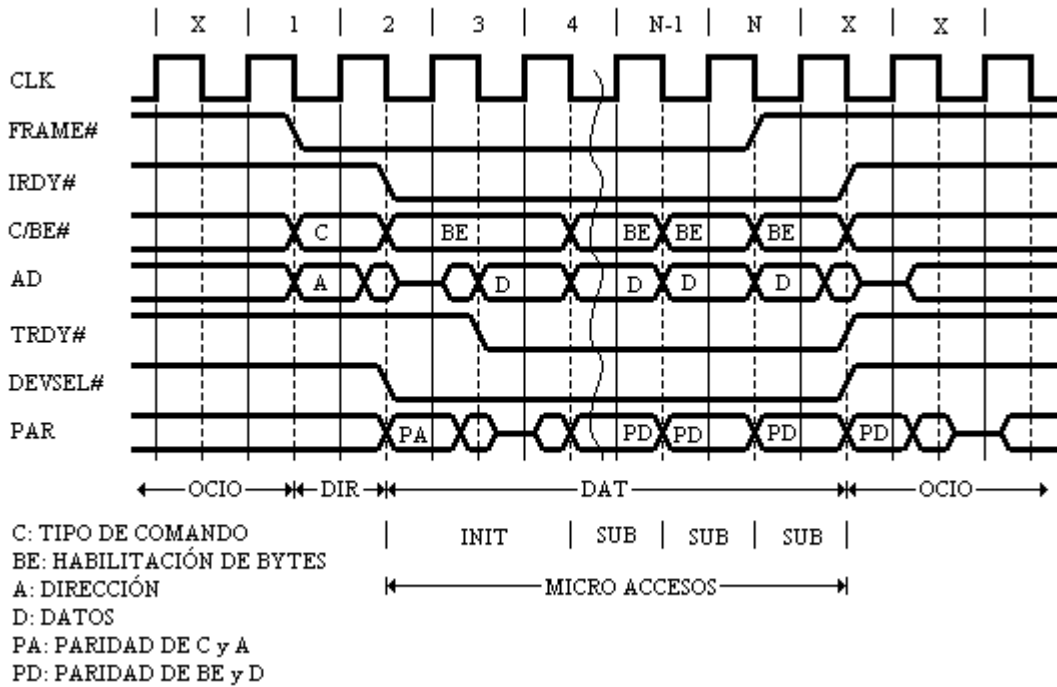 X 1 2 3 4 N-1 N X X
CLK
FRAME#
IRDY#
C/BE# C BE BE BE BE
AD A D D D D
TRDY#
DEVSEL#
PAR PA PD PD PD PD
OCIO DIR DAT OCIO
C: TIPO DE COMANDO
INIT SUB SUB SUB
BE: HABILITACIÓN DE BYTES
A: DIRECCIÓN
MICRO ACCESOS
D: DATOS
PA: PARIDAD DE C y A
PD: PARIDAD DE BE y D